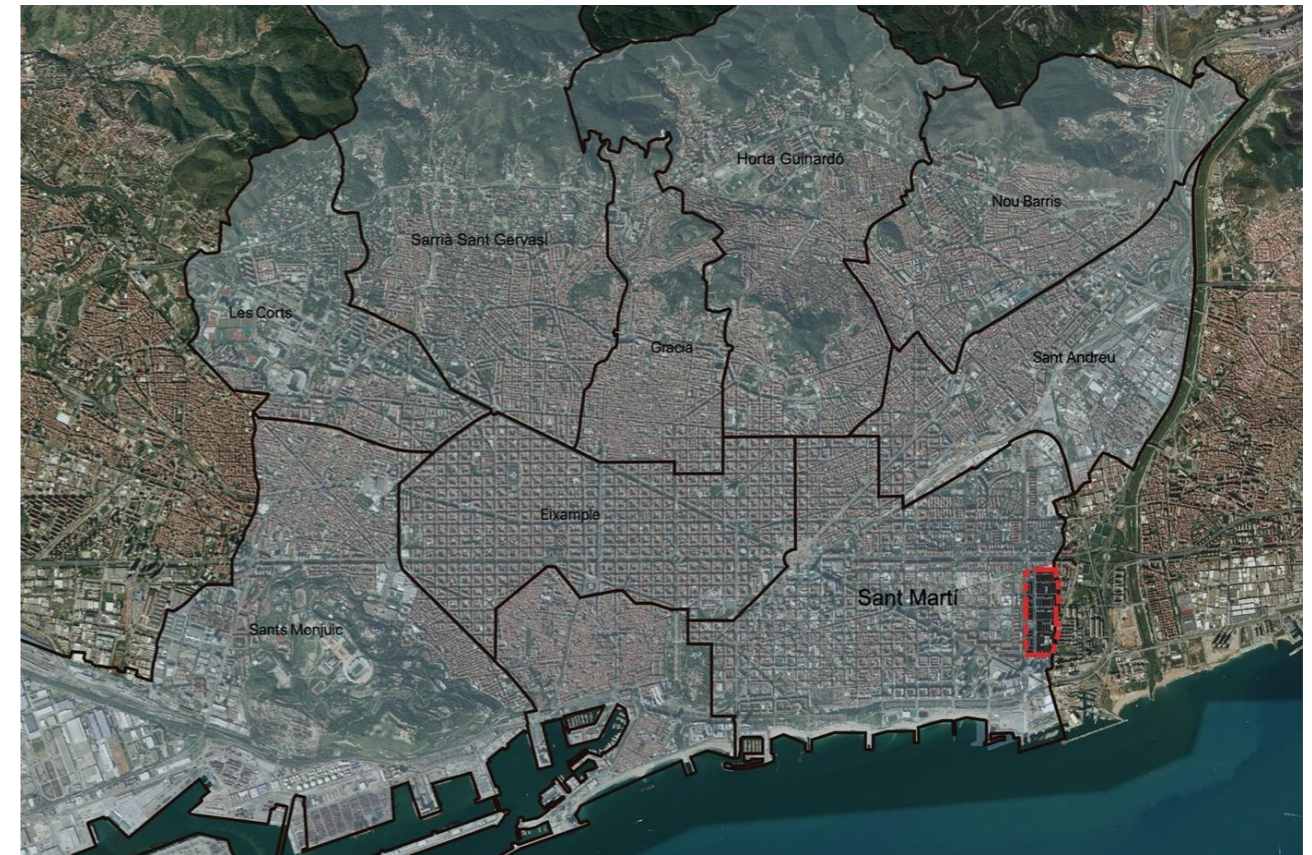 Horta Guinardó
Nou Barris
Sarrià Sant Gervasi
Les Corts
Gracia
Sant Andreu
Eixample
Sant Martí
Sants Monjuic